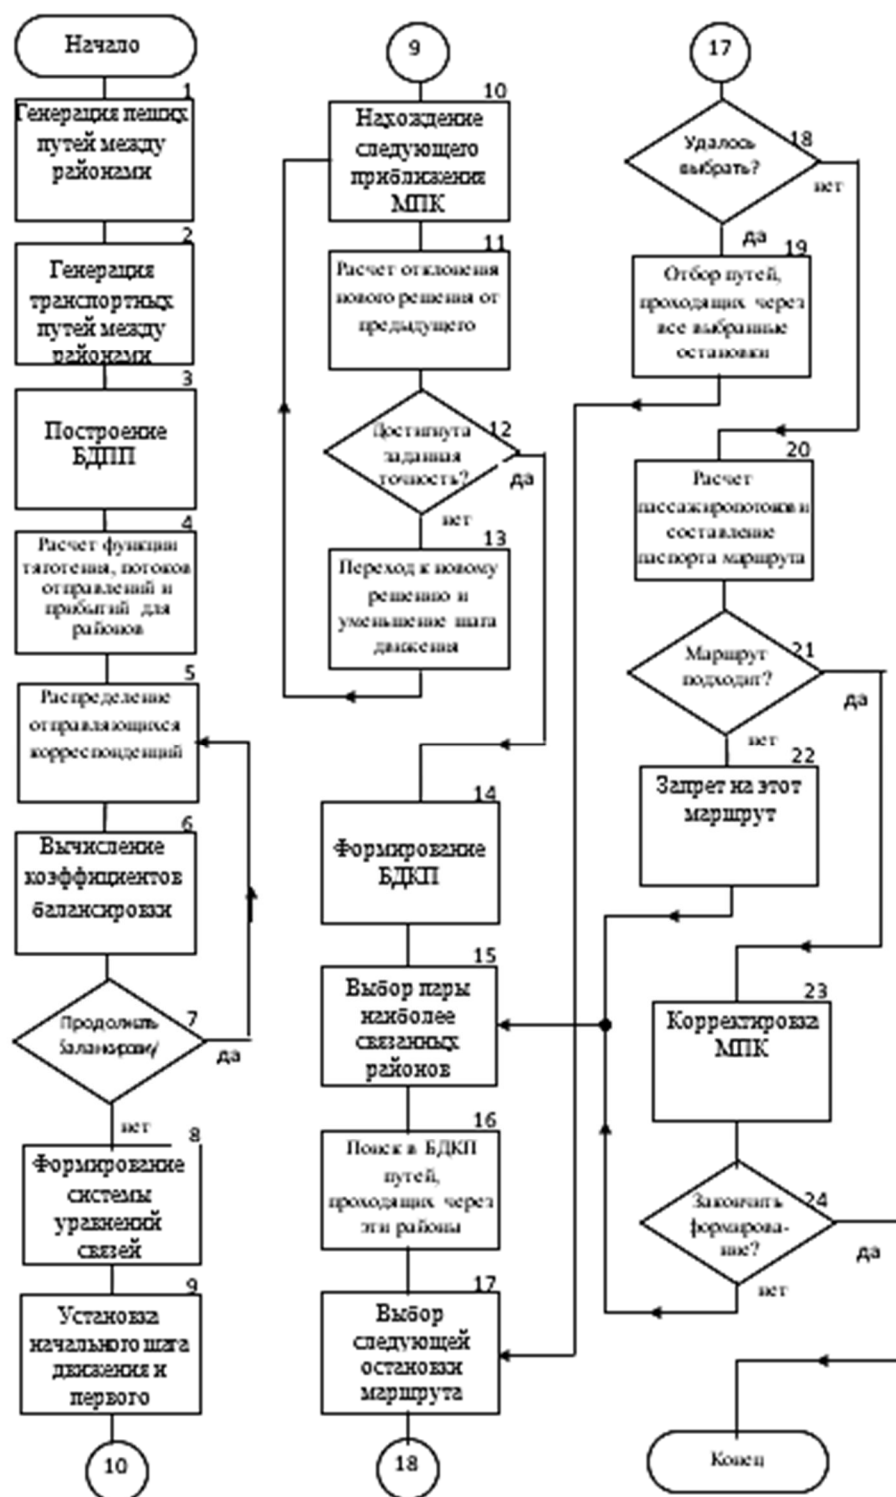 Начало
1
Генерация пеших
путей между
районами
2
Генерация
транспортных
путей между
районами
3
Построение
БДПП
4
Расчет функции
тяготения, потоков
отправлений и
прибытий для
районов
5
Распределение
отправляющихся
корреспонденций
6
Вычисление
коэффициентов
балансировки
7
Продолжить
балансировку
да
нет
8
Формирование
системы
уравнений
связей
9
Установка
начального шага
движения и
первого
10
9
10
Нахождение
следующего
приближения
МПК
11
Расчет отклонения
нового решения от
предыдущего
12
Достигнута
заданная
точность?
да
нет
13
Переход к новому
решению и
уменьшение шага
движения
14
Формирование
БДКП
15
Выбор пары
наиболее
связанных
районов
16
Поиск в БДКП
путей,
проходящих через
эти районы
17
Выбор
следующей
остановки
маршрута
18
17
18
Удалось
выбрать?
нет
да
19
Отбор путей,
проходящих через
все выбранные
остановки
20
Расчет
пассажиропотоков и
составление
паспорта маршрута
21
Маршрут
подходит?
да
нет
22
Запрет на этот
маршрут
23
Корректировка
МПК
24
Закончить
формирова-
ние?
да
нет
Конец